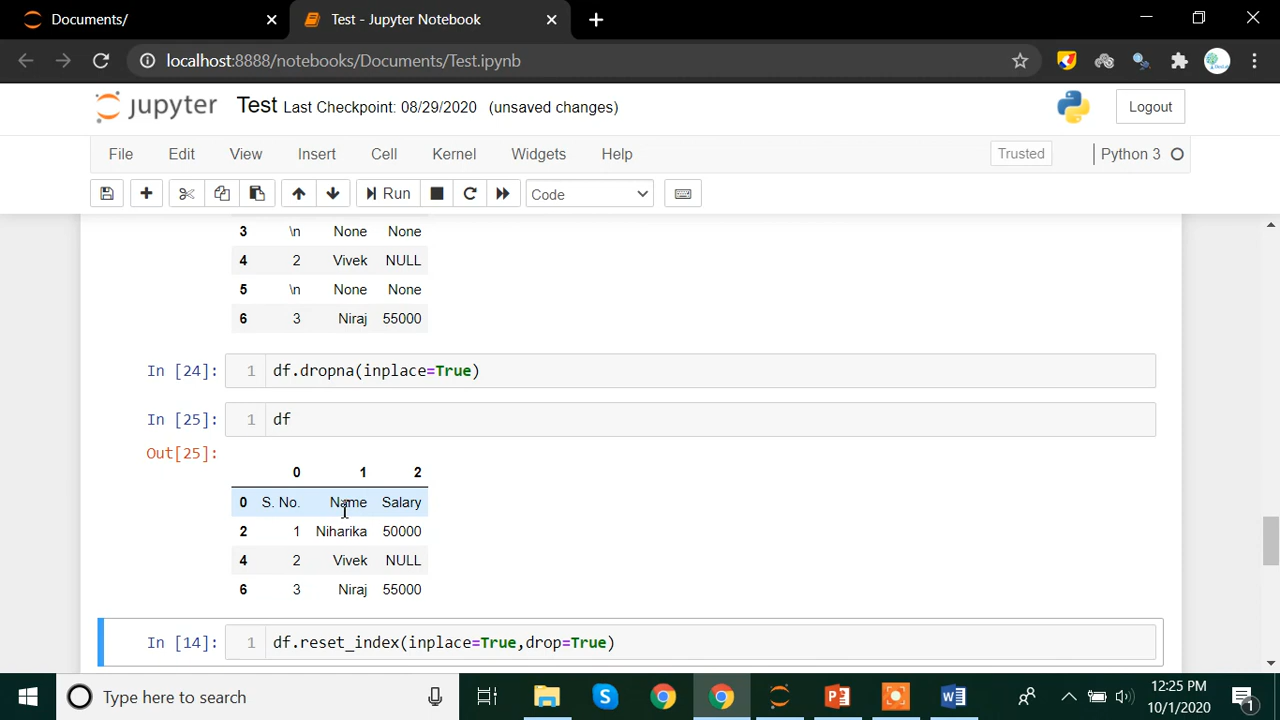 Documents/
Test - Jupyter Notebook
localhost:8888/notebooks/Documents/Test.ipynb
jupyter Test Last Checkpoint: 08/29/2020 (unsaved changes)
Logout
File Edit View Insert Cell Kernel Widgets Help
Trusted
Python 3
Run
Code
3 \n None None
4 2 Vivek NULL
5 \n None None
6 3 Niraj 55000
In [24]: 1 df.dropna(inplace=True)
In [25]: 1 df
Out[25]:
0 1 2
0 S. No. Name Salary
2 1 Niharika 50000
4 2 Vivek NULL
6 3 Niraj 55000
In [14]: 1 df.reset_index(inplace=True,drop=True)
Type here to search
12:25 PM
10/1/2020
1